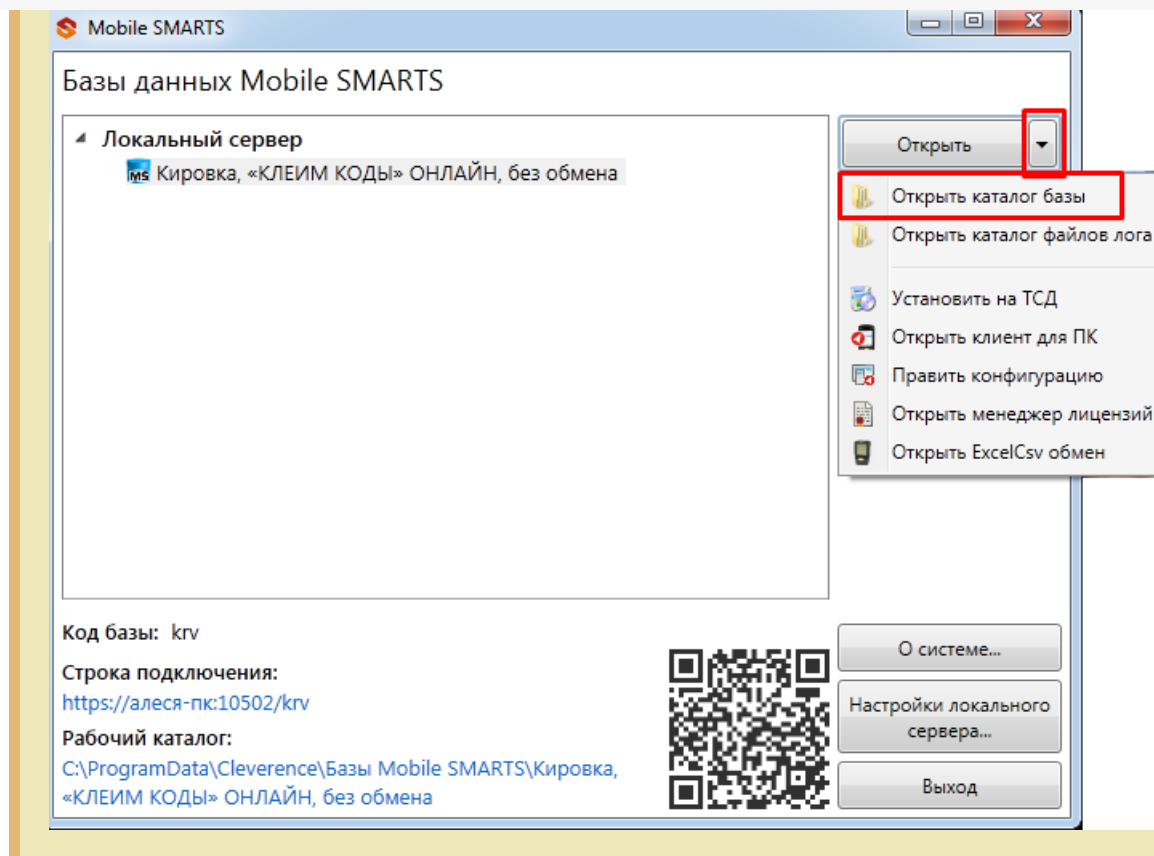 Mobile SMARTS
Базы данных Mobile SMARTS
Локальный сервер
MS Кировка, «КЛЕИМ КОДЫ» ОНЛАЙН, без обмена
Открыть
Открыть каталог базы
Открыть каталог файлов лога
Установить на ТСД
Открыть клиент для ПК
Править конфигурацию
Открыть менеджер лицензий
Открыть ExcelCsv обмен
Код базы: krv
Строка подключения:
https://алеся-пк:10502/krv
Рабочий каталог:
C:\ProgramData\Cleverence\Базы Mobile SMARTS\Кировка,
«КЛЕИМ КОДЫ» ОНЛАЙН, без обмена
О системе...
Настройки локального
сервера...
Выход